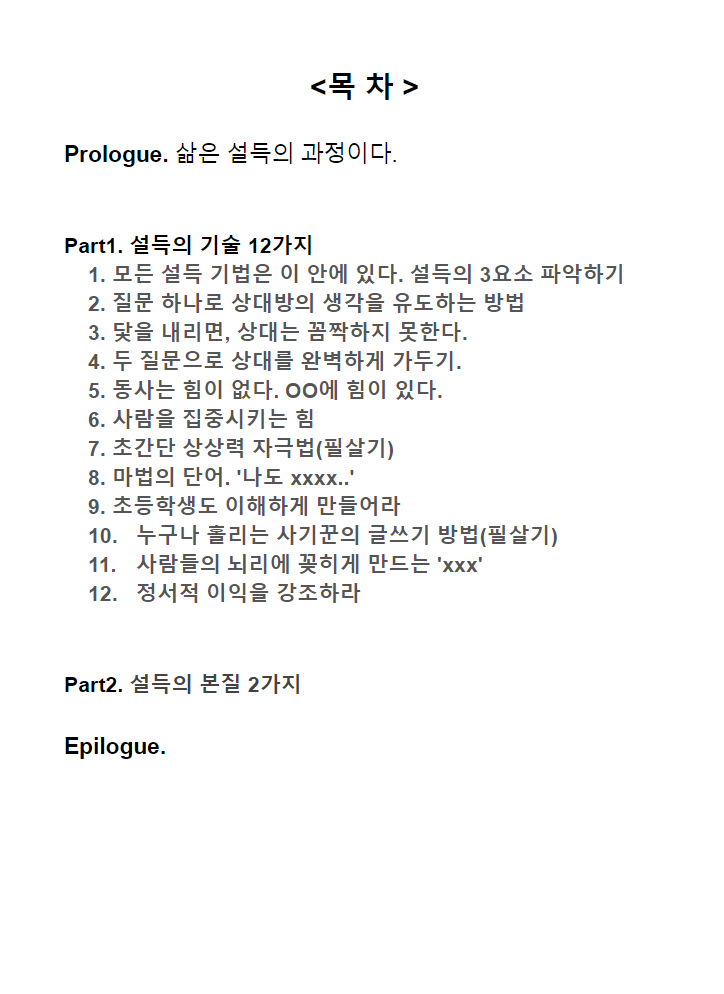 <목 차 >
Prologue. 삶은 설득의 과정이다.
Part1. 설득의 기술 12가지
1. 모든 설득 기법은 이 안에 있다. 설득의 3요소 파악하기
2. 질문 하나로 상대방의 생각을 유도하는 방법
3. 닻을 내리면, 상대는 꼼짝하지 못한다.
4. 두 질문으로 상대를 완벽하게 가두기.
5. 동사는 힘이 없다. OO에 힘이 있다.
6. 사람을 집중시키는 힘
7. 초간단 상상력 자극법(필살기)
8. 마법의 단어. '나도 xxxx..'
9. 초등학생도 이해하게 만들어라
10. 누구나 홀리는 사기꾼의 글쓰기 방법(필살기)
11. 사람들의 뇌리에 꽂히게 만드는 'xxx'
12. 정서적 이익을 강조하라
Part2. 설득의 본질 2가지
Epilogue.